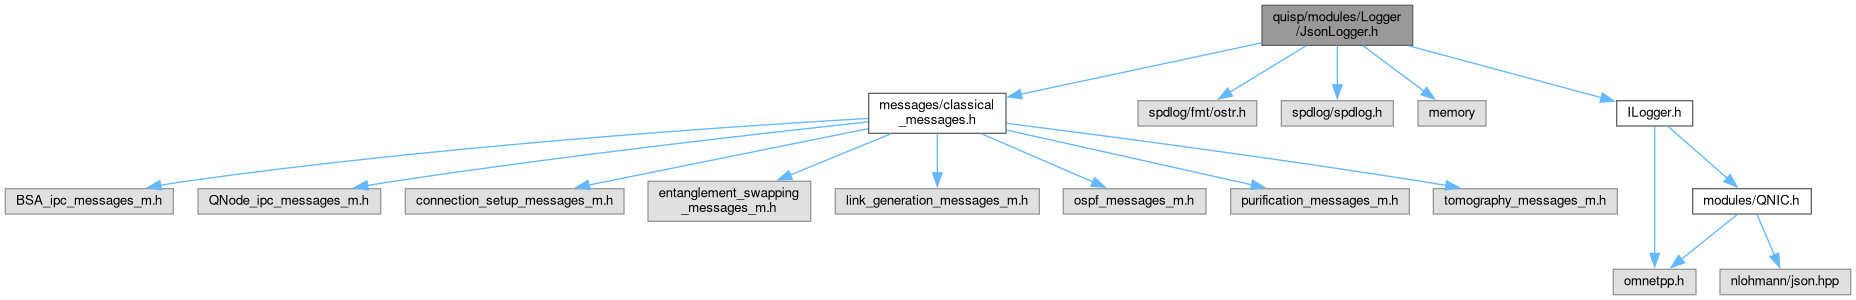 quisp/modules/Logger
/JsonLogger.h
messages/classical
_messages.h
spdlog/fmt/ostr.h
spdlog/spdlog.h
memory
ILogger.h
BSA_ipc_messages_m.h
QNode_ipc_messages_m.h
connection_setup_messages_m.h
entanglement_swapping
_messages_m.h
link_generation_messages_m.h
ospf_messages_m.h
purification_messages_m.h
tomography_messages_m.h
modules/QNIC.h
omnetpp.h
nlohmann/json.hpp